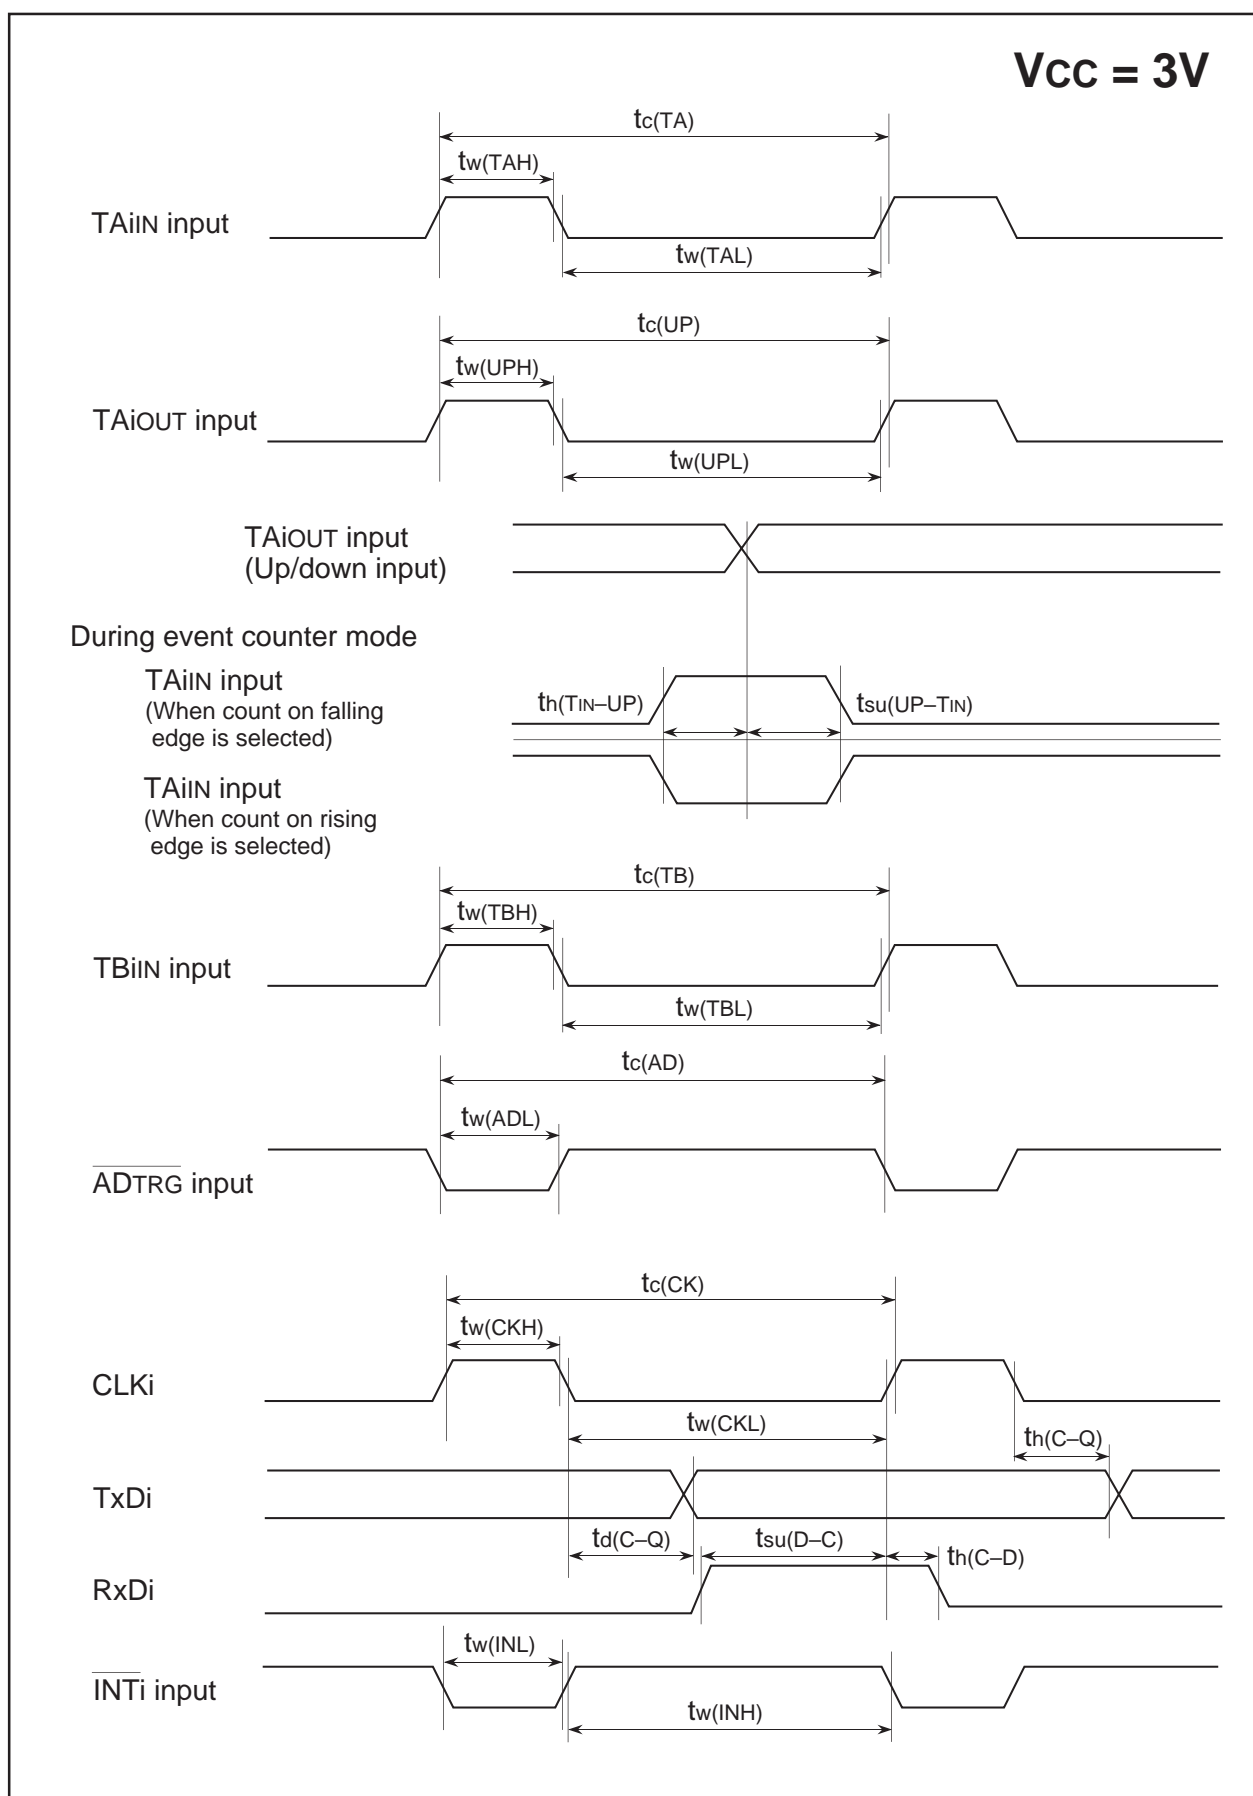 VCC = 3V
tc(TA)
tw(TAH)
TAiIN input
tw(TAL)
tc(UP)
tw(UPH)
TAiOUT input
tw(UPL)
TAiOUT input
(Up/down input)
During event counter mode
TAiIN input
(When count on falling
edge is selected)
th(TIN–UP)
tsu(UP–TIN)
TAiIN input
(When count on rising
edge is selected)
tc(TB)
tw(TBH)
TBiIN input
tw(TBL)
tc(AD)
tw(ADL)
ADTRG input
tc(CK)
tw(CKH)
CLKi
tw(CKL)
th(C–Q)
TxDi
td(C–Q)
tsu(D–C)
th(C–D)
RxDi
tw(INL)
INTi input
tw(INH)